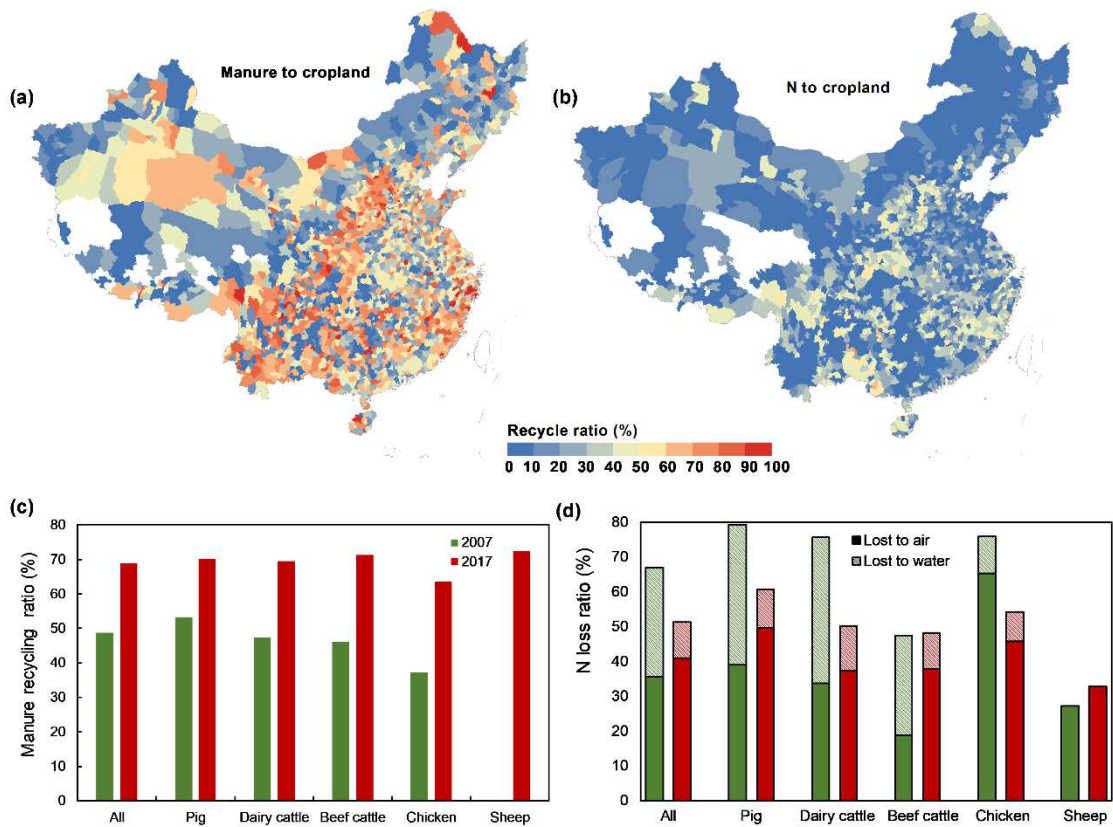 (a)
Manure to cropland
(b)
N to cropland
Recycle ratio (%)
0 10 20 30 40 50 60 70 80 90 100
(c)
Manure recycling ratio (%)
80
70
60
50
40
30
20
10
0
2007
2017
All Pig Dairy cattle Beef cattle Chicken Sheep
(d)
N loss ratio (%)
80
70
60
50
40
30
20
10
0
Lost to air
Lost to water
All Pig Dairy cattle Beef cattle Chicken Sheep